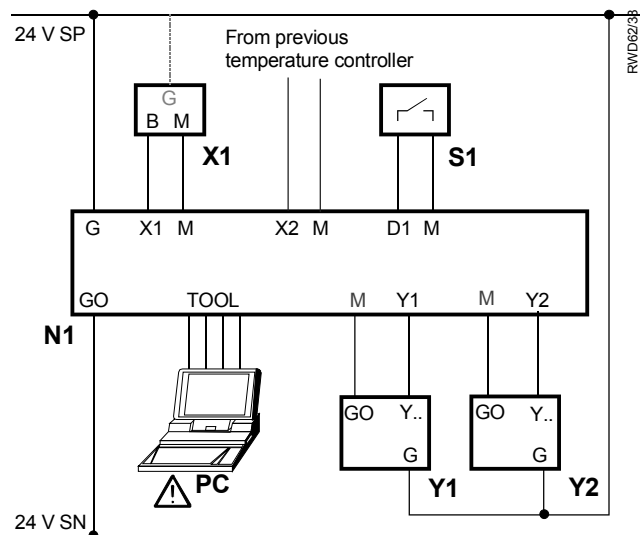 24 V SP
From previous
temperature controller
RWD62/38
G
B M
X1
S1
G X1 M X2 M D1 M
GO TOOL M Y1 M Y2
N1
GO Y..
G
GO Y..
G
PC
Y1
Y2
24 V SN